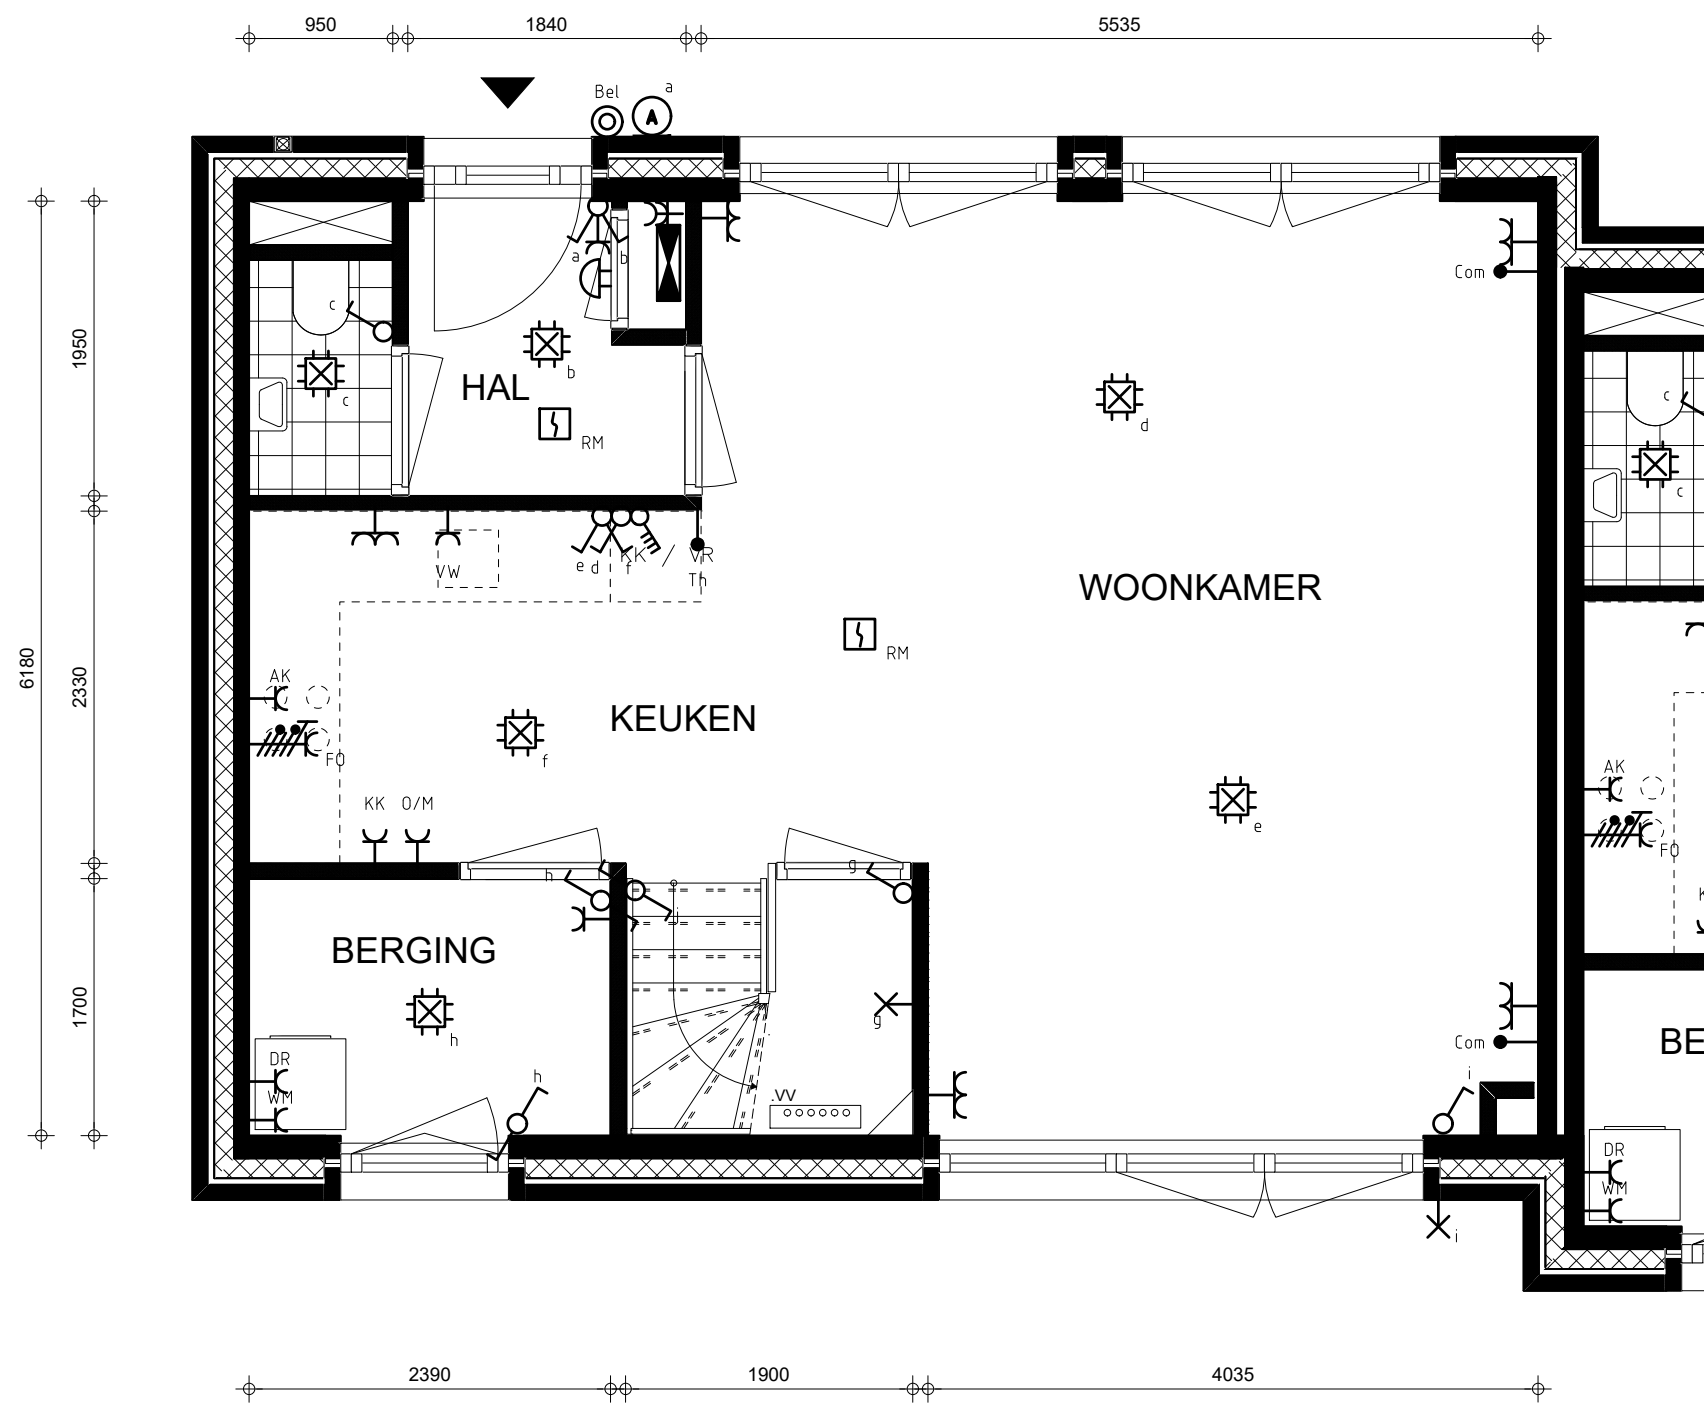 950
1840
5535
Bel
a
A
a
b
c
Com
1950
b
c
HAL
RM
d
c
c
e
d
f
KK / VR
Th
VW
WOONKAMER
RM
6180
2330
AK
KEUKEN
f
FO
AK
FO
KK
O/M
e
h
g
j
BERGING
1700
h
g
Com
BE
DR
WM
h
.VV
i
DR
WM
i
2390
1900
4035